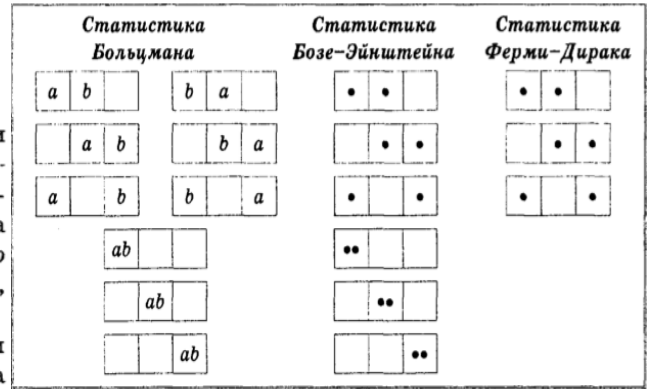 Статистика Больцмана
Статистика Бозе-Эйнштейна
Статистика Ферми-Дирака
a b b a
a b b a
a b b a
ab
ab
ab